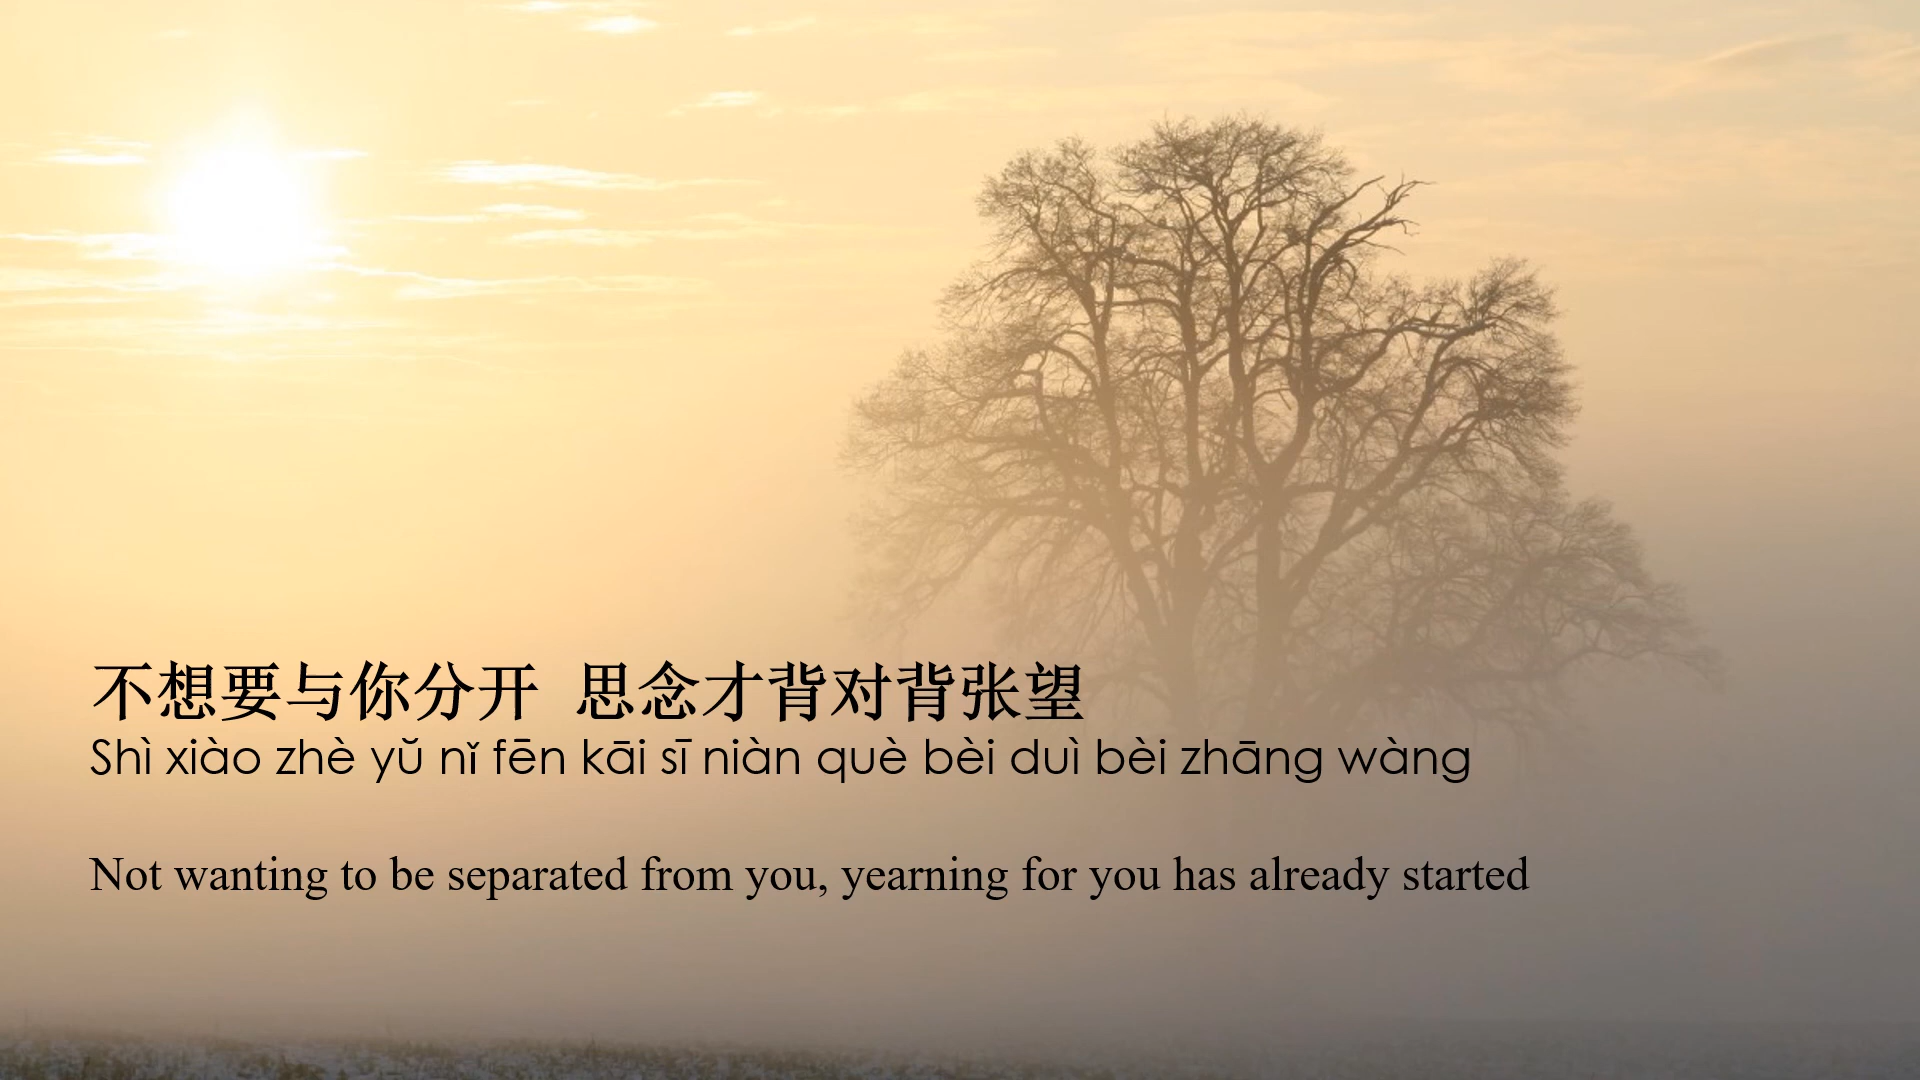 不想要与你分开 思念才背对背张望
Shì xiào zhè yŭ nǐ fēn kāi sī niàn què bèi duì bèi zhāng wàng
Not wanting to be separated from you, yearning for you has already started